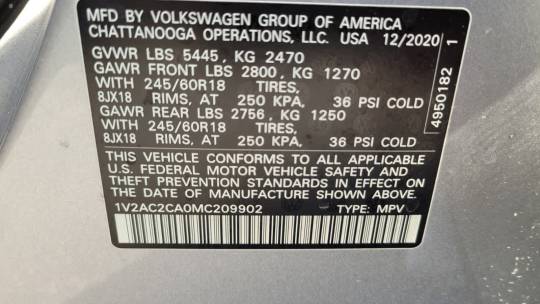 MFD BY VOLKSWAGEN GROUP OF AMERICA
CHATTANOOGA OPERATIONS, LLC. USA 12/2020
GVWR LBS 5445, KG 2470
GAWR FRONT LBS 2800, KG 1270
WITH 245/60R18 TIRES,
8JX18 RIMS, AT 250 KPA, 36 PSI COLD
GAWR REAR LBS 2756, KG 1250
WITH 245/60R18 TIRES,
8JX18 RIMS, AT 250 KPA, 36 PSI COLD
THIS VEHICLE CONFORMS TO ALL APPLICABLE
U.S. FEDERAL MOTOR VEHICLE SAFETY AND
THEFT PREVENTION STANDARDS IN EFFECT ON
THE DATE OF MANUFACTURE SHOWN ABOVE.
1V2AC2CA0MC209902 TYPE: MPV
4950182 1